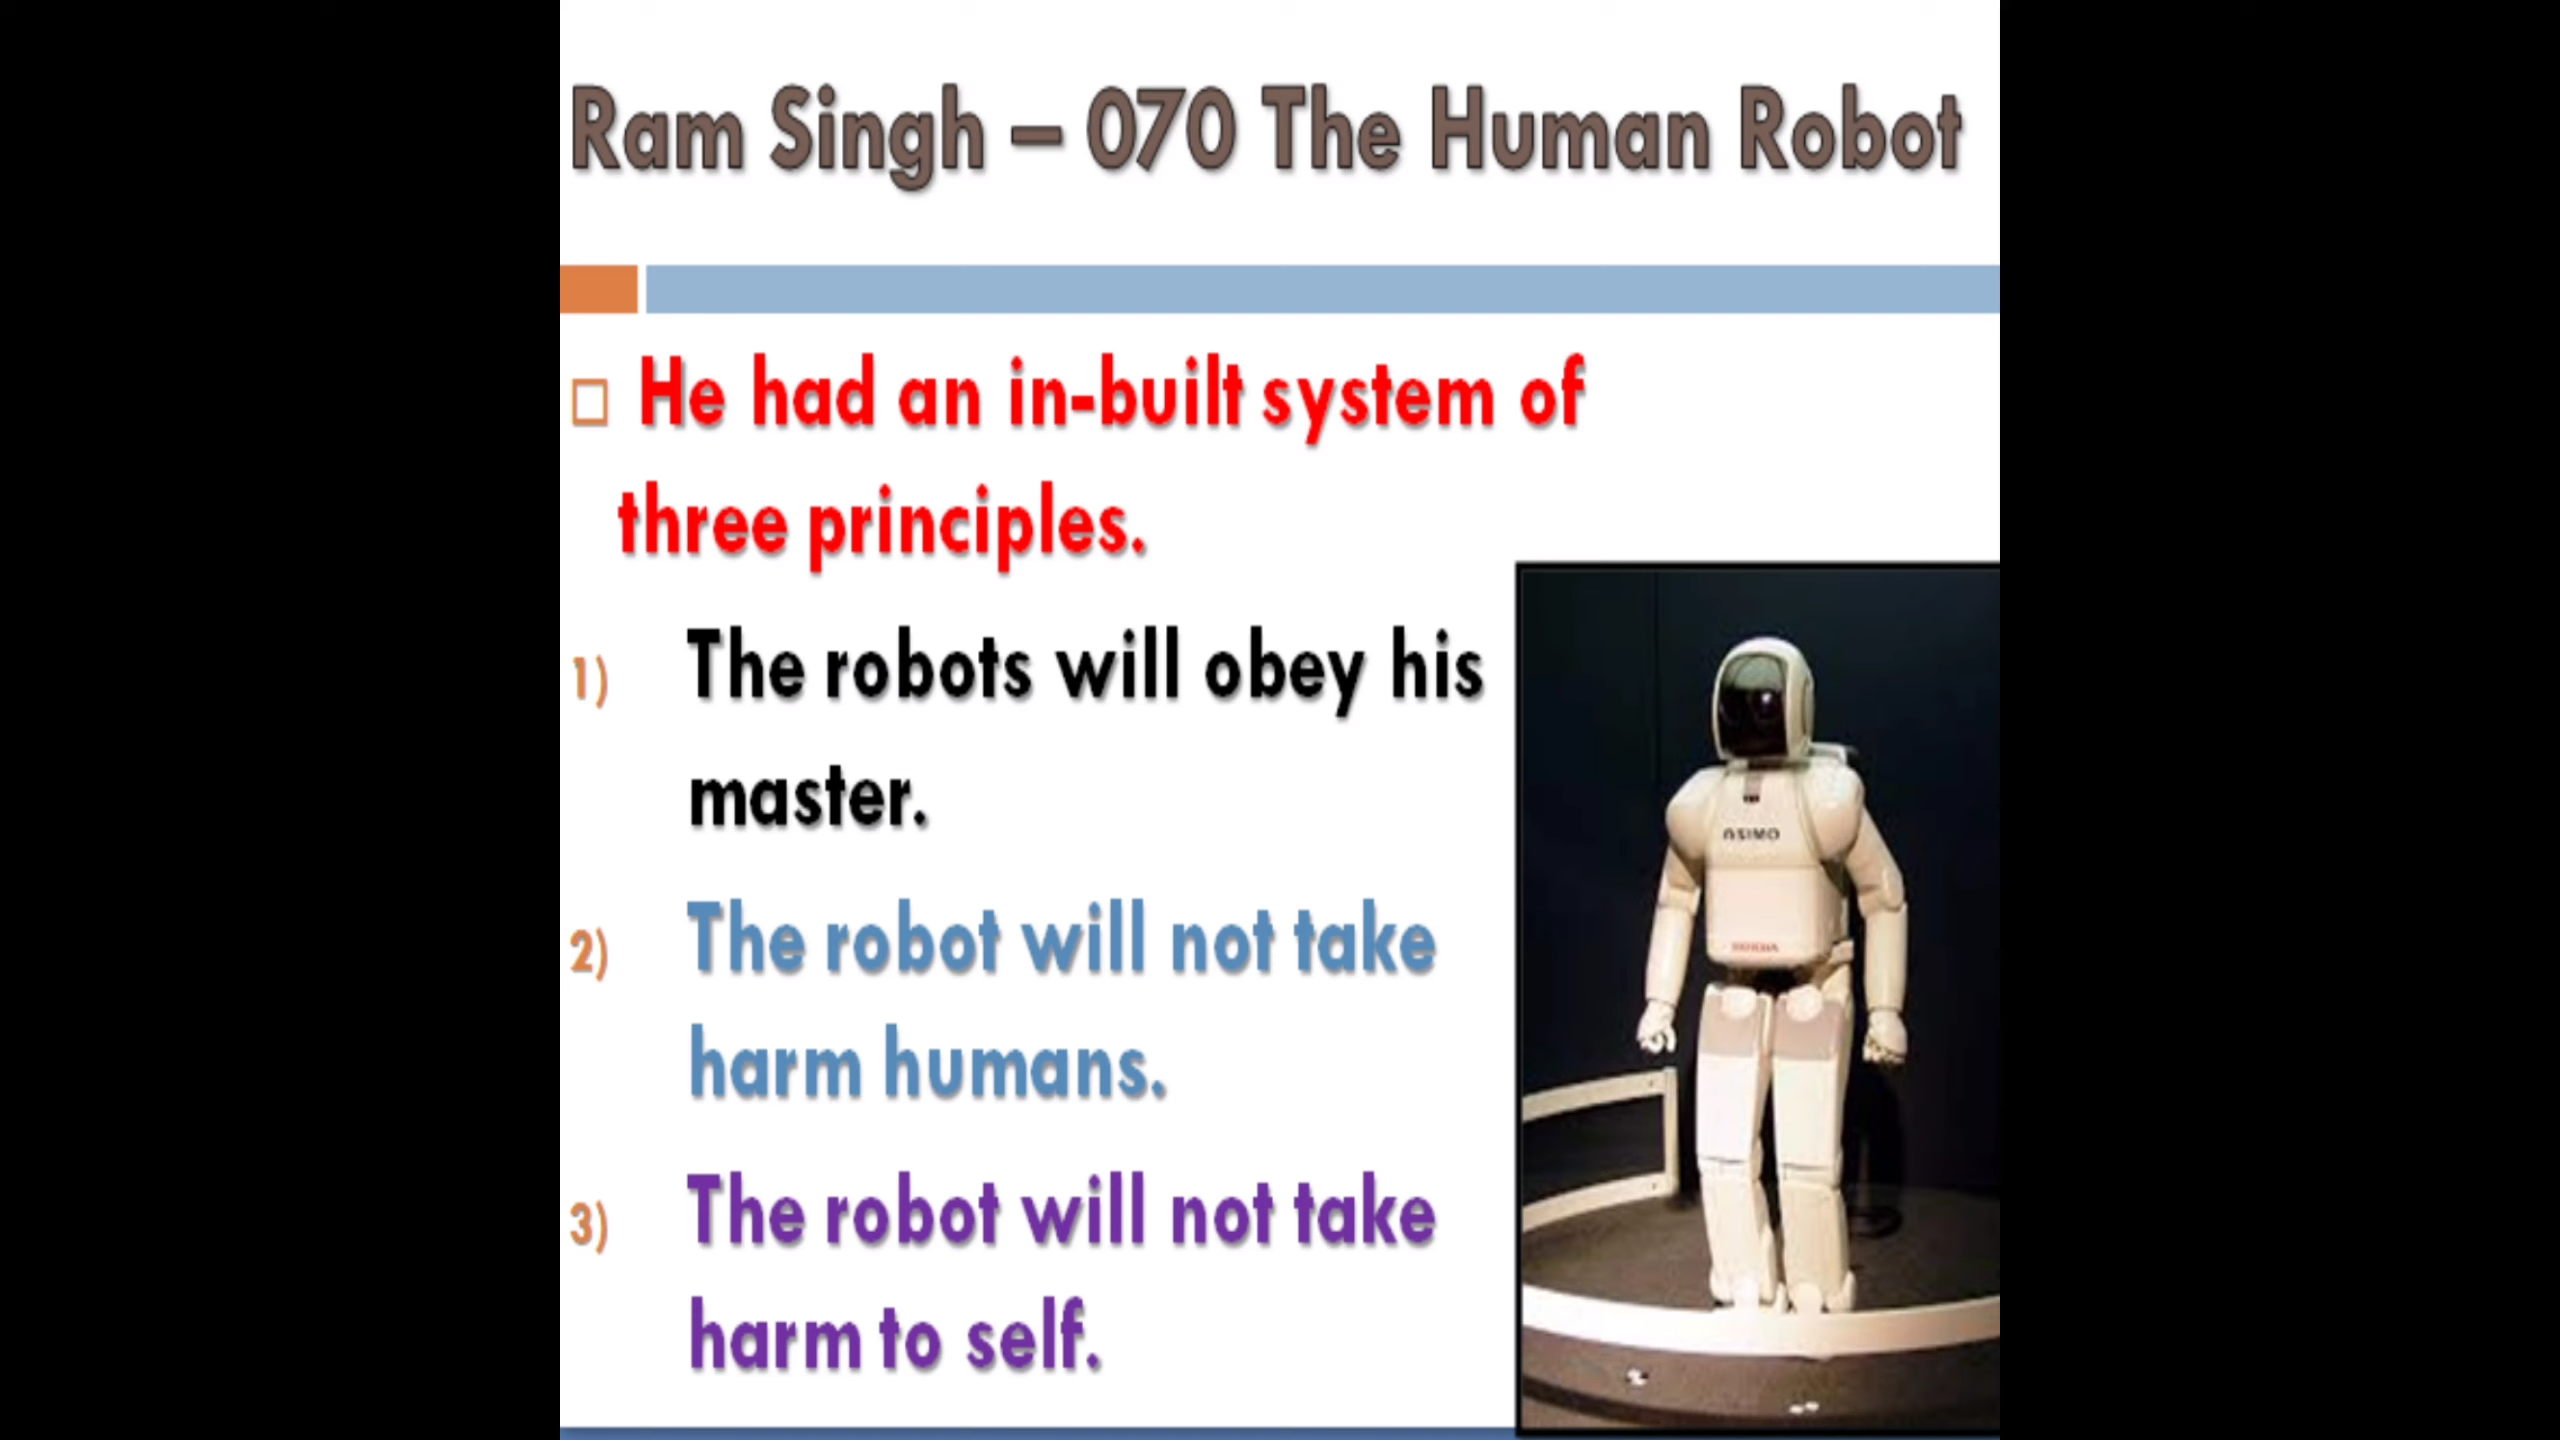 Ram Singh – 070 The Human Robot
He had an in-built system of
three principles.
1) The robots will obey his
master.
2) The robot will not take
harm humans.
3) The robot will not take
harm to self.
ASIMO
HONDA